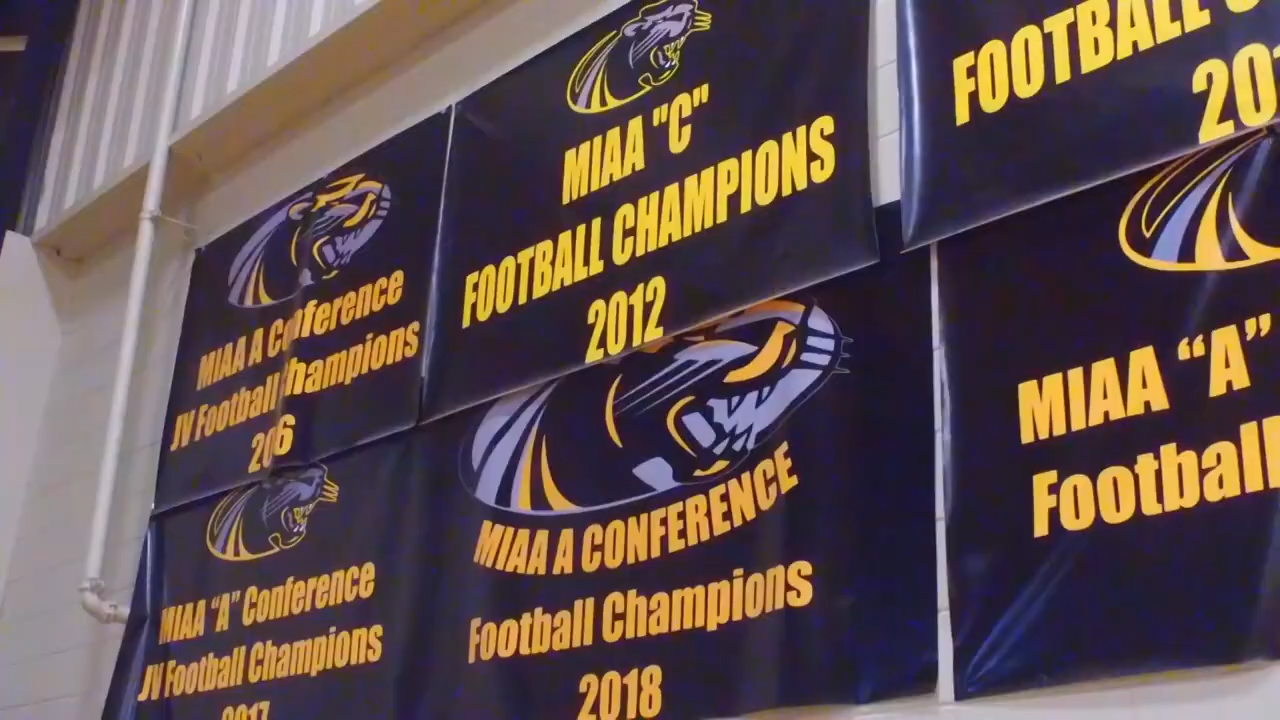 MIAA A Conference
JV Football Champions
MIAA "C"
FOOTBALL CHAMPIONS
2012
FOOTBALL
MIAA “A” Conference
JV Football Champions
2017
MIAA A CONFERENCE
Football Champions
2018
MIAA “A”
Football